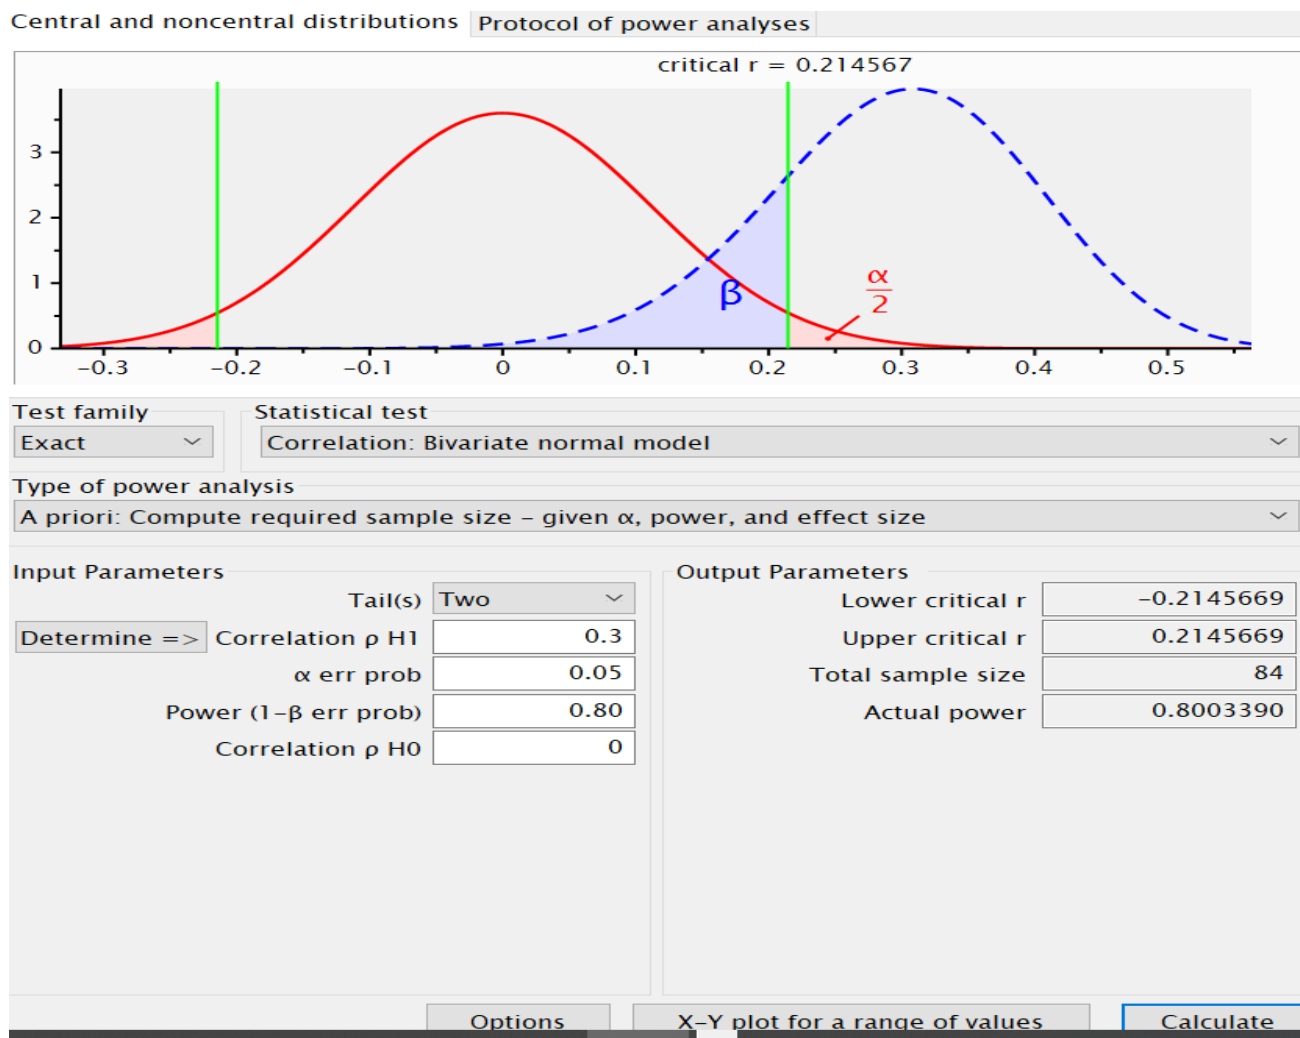 Central and noncentral distributions Protocol of power analyses
critical r = 0.214567
3
2
1
0
β
α
2
-0.3 -0.2 -0.1 0 0.1 0.2 0.3 0.4 0.5
Test family Statistical test
Exact Correlation: Bivariate normal model
Type of power analysis
A priori: Compute required sample size – given α, power, and effect size
Input Parameters Output Parameters
Tail(s) Two Lower critical r -0.2145669
Determine => Correlation ρ H1 0.3 Upper critical r 0.2145669
α err prob 0.05 Total sample size 84
Power (1-β err prob) 0.80 Actual power 0.8003390
Correlation ρ H0 0
Options X-Y plot for a range of values Calculate